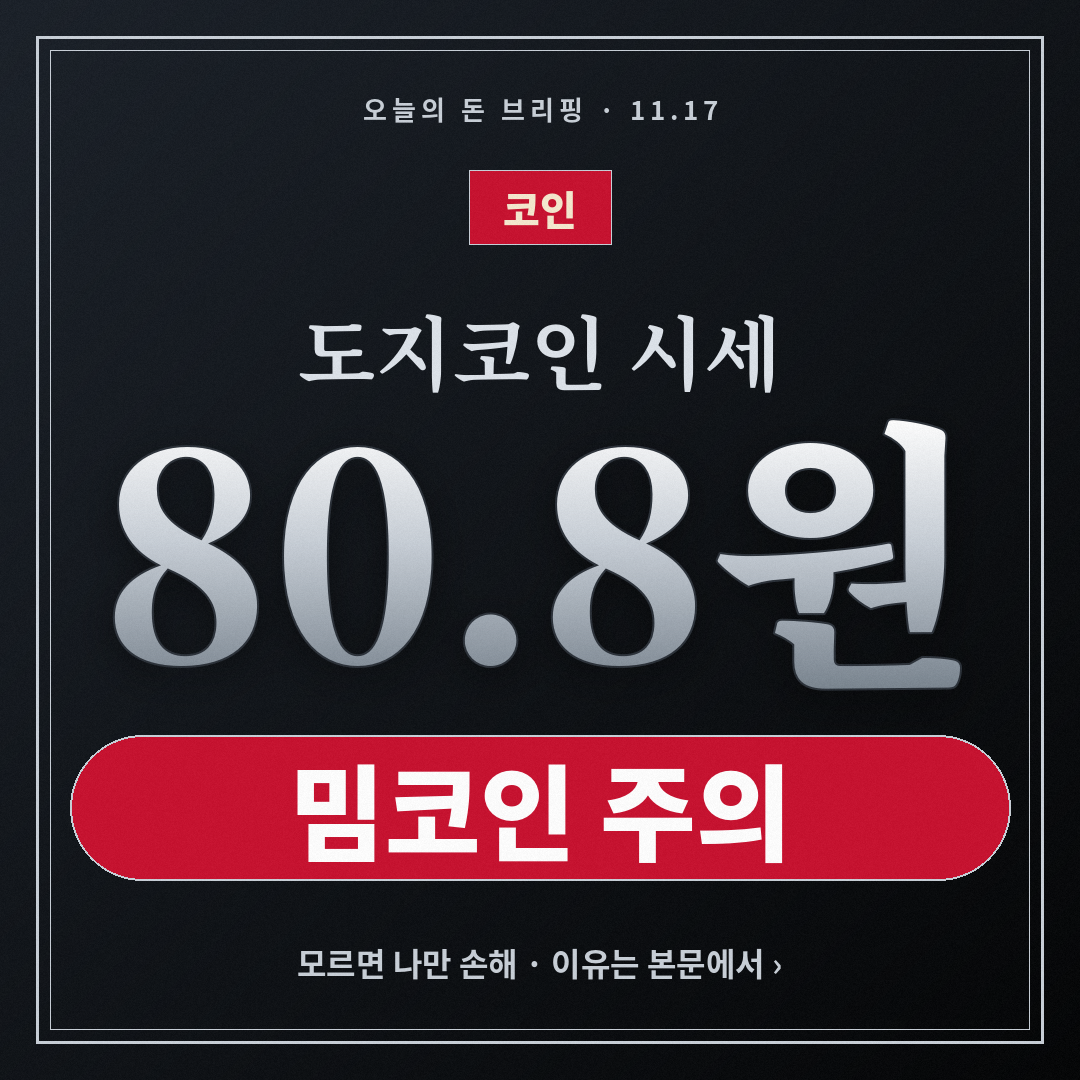 오늘의 돈 브리핑 · 11.17
코인
도지코인 시세
80.8원
밈코인 주의
모르면 나만 손해 · 이유는 본문에서 ›